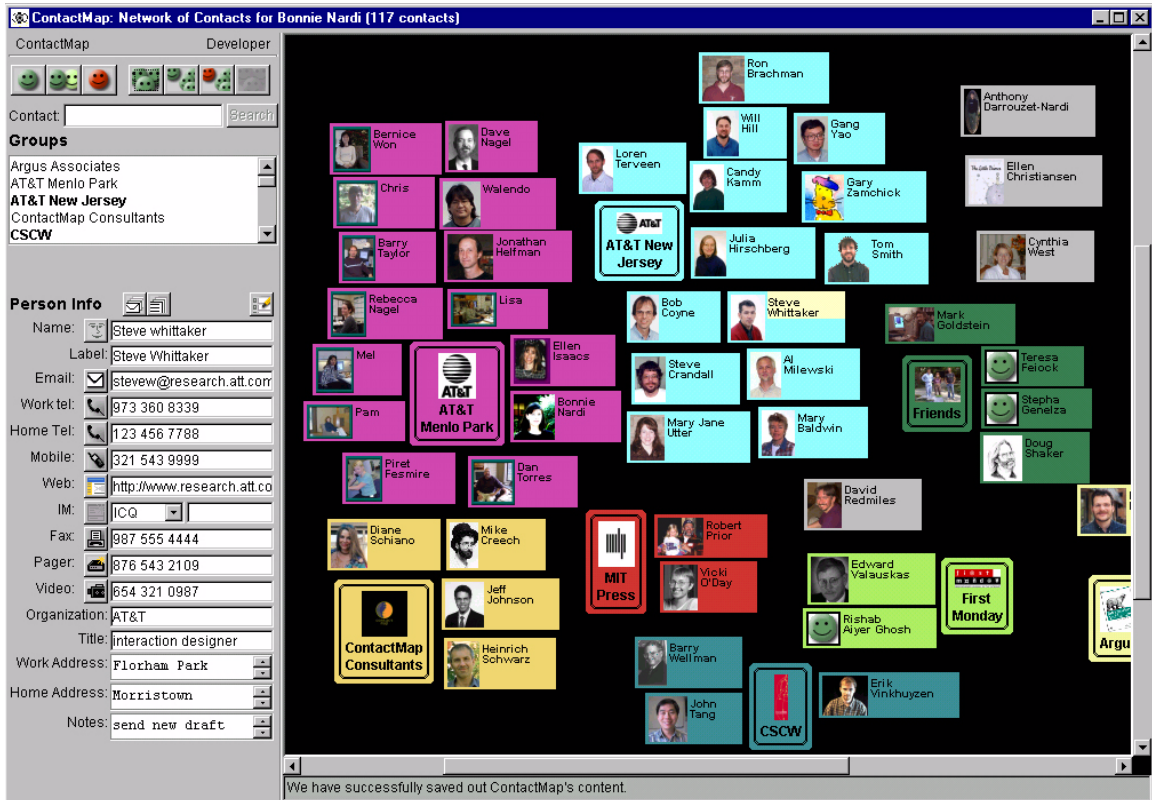 ContactMap: Network of Contacts for Bonnie Nardi (117 contacts)
ContactMap
Developer
Contact:
Search
Groups
Argus Associates
AT&T Menlo Park
AT&T New Jersey
ContactMap Consultants
CSCW
Person Info
Name: Steve whittaker
Label: Steve Whittaker
Email: stevew@research.att.com
Work tel: 973 360 8339
Home Tel: 123 456 7788
Mobile: 321 543 9999
Web: http://www.research.att.co
IM: ICQ
Fax: 987 555 4444
Pager: 876 543 2109
Video: 654 321 0987
Organization: AT&T
Title: interaction designer
Work Address: Florham Park
Home Address: Morristown
Notes: send new draft
Ron
Brachman
Will
Hill
Gang
Yao
Anthony
Darrouzet-Nardi
Bernice
Won
Dave
Nagel
Loren
Terveen
Candy
Kamm
Gary
Zamchick
Ellen
Christiansen
Chris
Walendo
AT&T
AT&T New
Jersey
Julia
Hirschberg
Tom
Smith
Cynthia
West
Barry
Taylor
Jonathan
Helfman
Rebecca
Nagel
Lisa
Bob
Coyne
Steve
Whittaker
Mark
Goldstein
Mel
AT&T
AT&T
Menlo Park
Ellen
Isaacs
Steve
Crandall
Al
Milewski
Friends
Teresa
Feiock
Pam
Bonnie
Nardi
Mary Jane
Utter
Mary
Baldwin
Stepha
Genelza
Doug
Shaker
Piret
Fesmire
Dan
Torres
David
Redmiles
Diane
Schiano
Mike
Creech
MIT
Press
Robert
Prior
Vicki
O'Day
Edward
Valauskas
first
monday
First
Monday
ContactMap
Consultants
Jeff
Johnson
Rishab
Aiyer Ghosh
Argu
Heinrich
Schwarz
Barry
Wellman
John
Tang
CSCW
Erik
Vinkhuyzen
We have successfully saved out ContactMap's content.